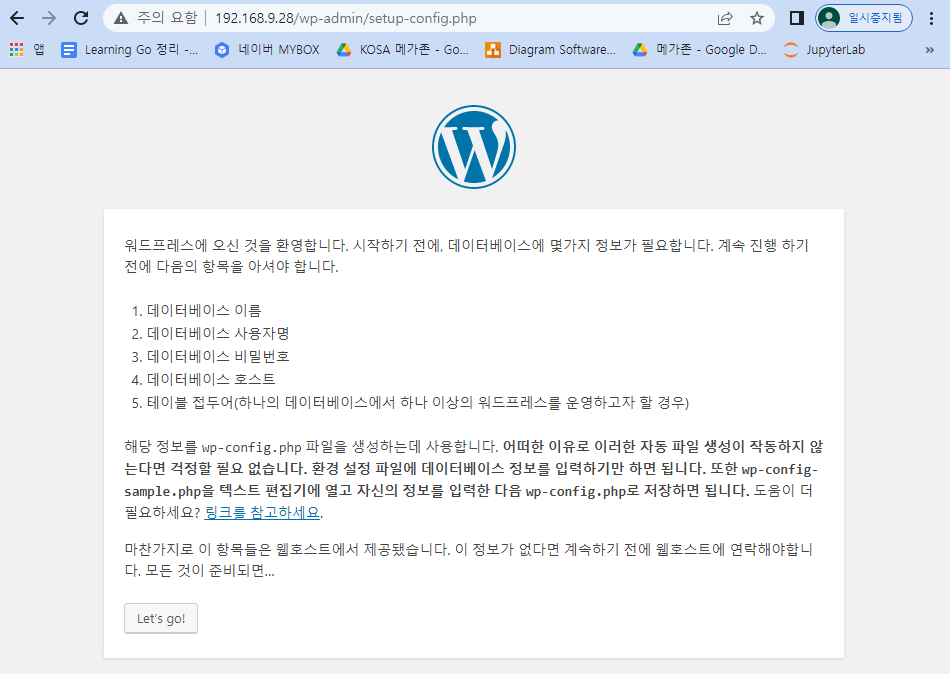 주의 요함 192.168.9.28/wp-admin/setup-config.php 일시중지됨
앱 Learning Go 정리 -... 네이버 MYBOX KOSA 메가존 - Go... Diagram Software... 메가존 - Google D... JupyterLab »
워드프레스에 오신 것을 환영합니다. 시작하기 전에, 데이터베이스에 몇가지 정보가 필요합니다. 계속 진행 하기
전에 다음의 항목을 아셔야 합니다.
1. 데이터베이스 이름
2. 데이터베이스 사용자명
3. 데이터베이스 비밀번호
4. 데이터베이스 호스트
5. 테이블 접두어(하나의 데이터베이스에서 하나 이상의 워드프레스를 운영하고자 할 경우)
해당 정보를 wp-config.php 파일을 생성하는데 사용합니다. 어떠한 이유로 이러한 자동 파일 생성이 작동하지 않
는다면 걱정할 필요 없습니다. 환경 설정 파일에 데이터베이스 정보를 입력하기만 하면 됩니다. 또한 wp-config-
sample.php을 텍스트 편집기에 열고 자신의 정보를 입력한 다음 wp-config.php로 저장하면 됩니다. 도움이 더
필요하세요? 링크를 참고하세요.
마찬가지로 이 항목들은 웹호스트에서 제공됐습니다. 이 정보가 없다면 계속하기 전에 웹호스트에 연락해야합니
다. 모든 것이 준비되면...
Let's go!